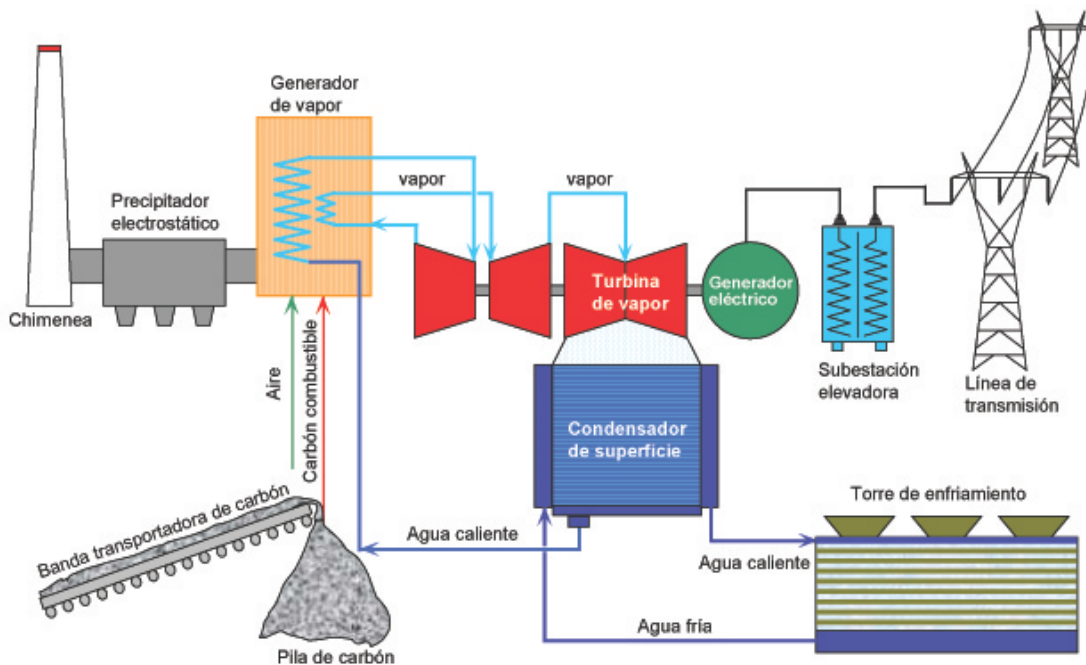 Generador
de vapor
vapor
vapor
Precipitador
electrostático
Turbina
de vapor
Generador
eléctrico
Chimenea
Subestación
elevadora
Línea de
transmisión
Aire
Carbón combustible
Condensador
de superficie
Banda transportadora de carbón
Torre de enfriamiento
Agua caliente
Agua caliente
Agua fría
Pila de carbón